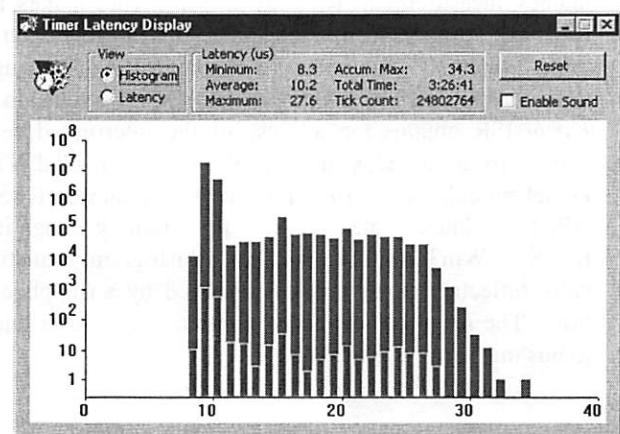 Timer Latency Display
View
Histogram
Latency
Latency (us)
Minimum: 8.3 Accum. Max: 34.3
Average: 10.2 Total Time: 3:26:41
Maximum: 27.6 Tick Count: 24802764
Reset
Enable Sound
10^8
10^7
10^6
10^5
10^4
10^3
10^2
10
1
0 10 20 30 40